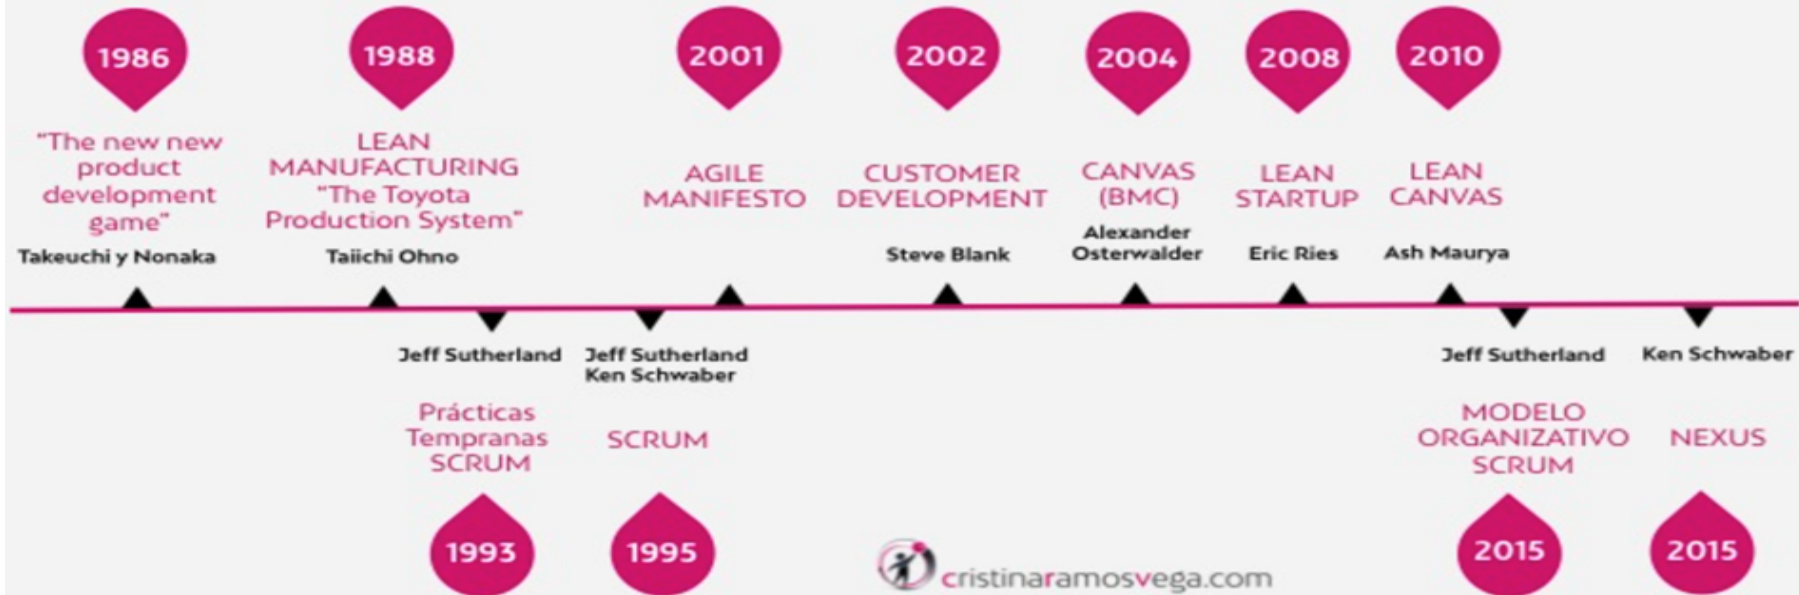 1986
1988
2001
2002
2004
2008
2010
"The new new
product
development
game"
Takeuchi y Nonaka
LEAN
MANUFACTURING
"The Toyota
Production System"
Taiichi Ohno
AGILE
MANIFESTO
CUSTOMER
DEVELOPMENT
Steve Blank
CANVAS
(BMC)
Alexander
Osterwalder
LEAN
STARTUP
Eric Ries
LEAN
CANVAS
Ash Maurya
Jeff Sutherland
Prácticas
Tempranas
SCRUM
1993
Jeff Sutherland
Ken Schwaber
SCRUM
1995
Jeff Sutherland
MODELO
ORGANIZATIVO
SCRUM
2015
Ken Schwaber
NEXUS
2015
cristinaramosvega.com